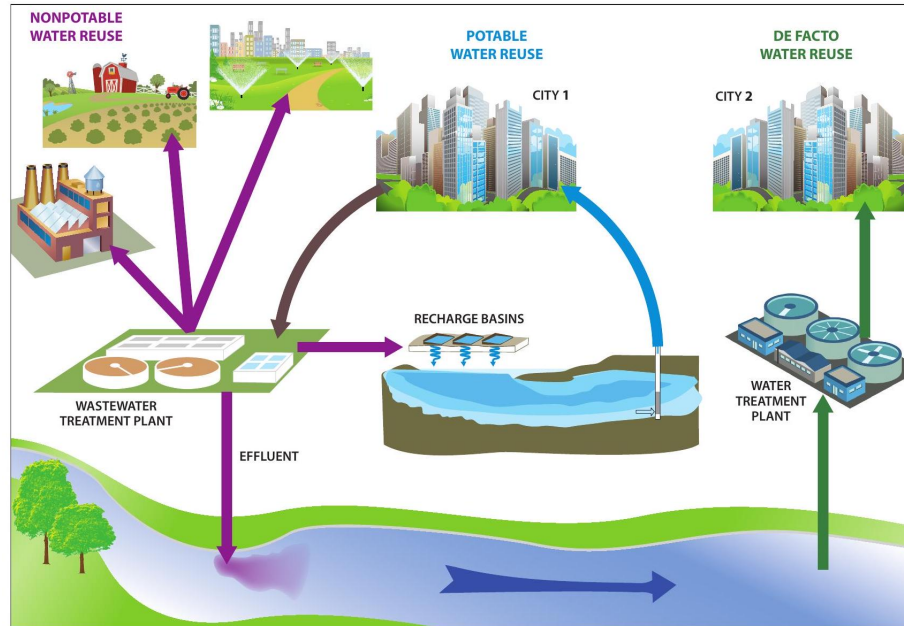 NONPOTABLE
WATER REUSE
POTABLE
WATER REUSE
DE FACTO
WATER REUSE
CITY 1
CITY 2
RECHARGE BASINS
WASTEWATER
TREATMENT PLANT
WATER
TREATMENT
PLANT
EFFLUENT